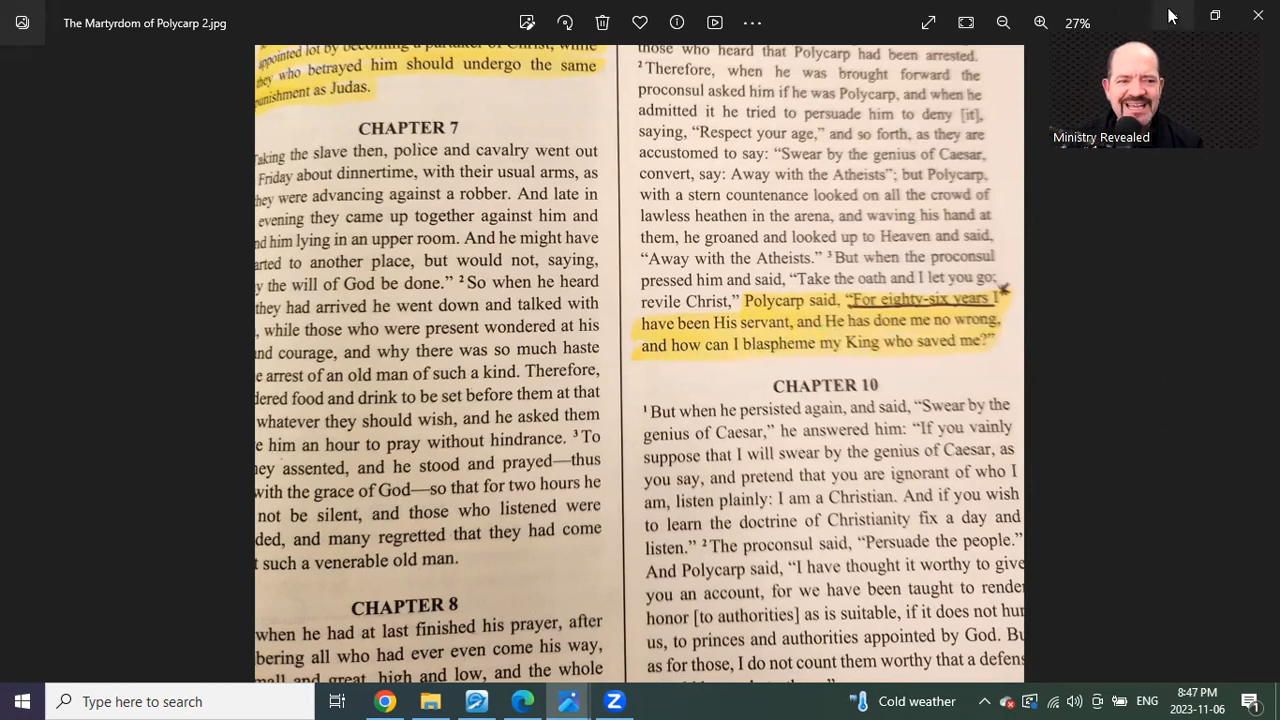 The Martyrdom of Polycarp 2.jpg
27%
Ministry Revealed
appointed lot by becoming a partaker of Christ, while
they who betrayed him should undergo the same
punishment as Judas.
CHAPTER 7
Taking the slave then, police and cavalry went out
Friday about dinnertime, with their usual arms, as
they were advancing against a robber. And late in
evening they came up together against him and
him lying in an upper room. And he might have
to another place, but would not, saying,
the will of God be done.” ²So when he heard
they had arrived he went down and talked with
, while those who were present wondered at his
and courage, and why there was so much haste
arrest of an old man of such a kind. Therefore,
food and drink to be set before them at that
whatever they should wish, and he asked them
him an hour to pray without hindrance. ³To
they assented, and he stood and prayed—thus
with the grace of God—so that for two hours he
not be silent, and those who listened were
and many regretted that they had come
such a venerable old man.
CHAPTER 8
when he had at last finished his prayer, after
all who had ever even come his way,
small and great, high and low, and the whole
those who heard that Polycarp had been arrested.
²Therefore, when he was brought forward the
proconsul asked him if he was Polycarp, and when he
admitted it he tried to persuade him to deny [it],
saying, “Respect your age,” and so forth, as they are
accustomed to say: “Swear by the genius of Caesar,
convert, say: Away with the Atheists”; but Polycarp,
with a stern countenance looked on all the crowd of
lawless heathen in the arena, and waving his hand at
them, he groaned and looked up to Heaven and said,
“Away with the Atheists.” ³But when the proconsul
pressed him and said, “Take the oath and I let you go;
revile Christ,” Polycarp said, “For eighty-six years I
have been His servant, and He has done me no wrong,
and how can I blaspheme my King who saved me?”
CHAPTER 10
¹But when he persisted again, and said, “Swear by the
genius of Caesar,” he answered him: “If you vainly
suppose that I will swear by the genius of Caesar, as
you say, and pretend that you are ignorant of who I
am, listen plainly: I am a Christian. And if you wish
to learn the doctrine of Christianity fix a day and
listen.” ²The proconsul said, “Persuade the people.”
And Polycarp said, “I have thought it worthy to give
you an account, for we have been taught to render
honor [to authorities] as is suitable, if it does not
us, to princes and authorities appointed by God. But
as for those, I do not count them worthy that a
Type here to search
Cold weather
ENG
8:47 PM
2023-11-06
1